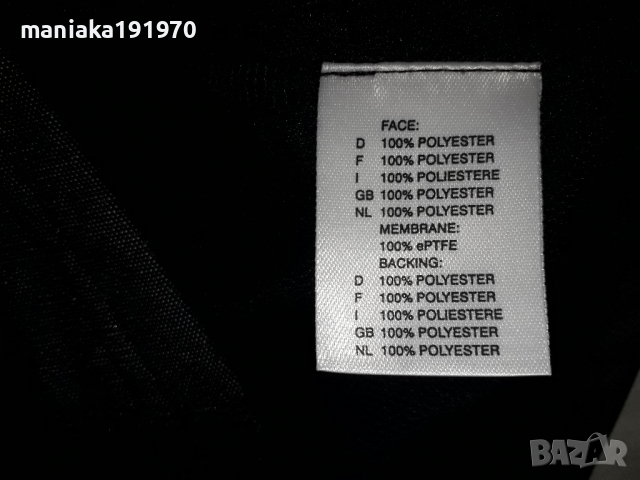 maniaka191970
FACE:
D 100% POLYESTER
F 100% POLYESTER
I 100% POLIESTERE
GB 100% POLYESTER
NL 100% POLYESTER
MEMBRANE:
100% ePTFE
BACKING:
D 100% POLYESTER
F 100% POLYESTER
I 100% POLIESTERE
GB 100% POLYESTER
NL 100% POLYESTER
BAZAR